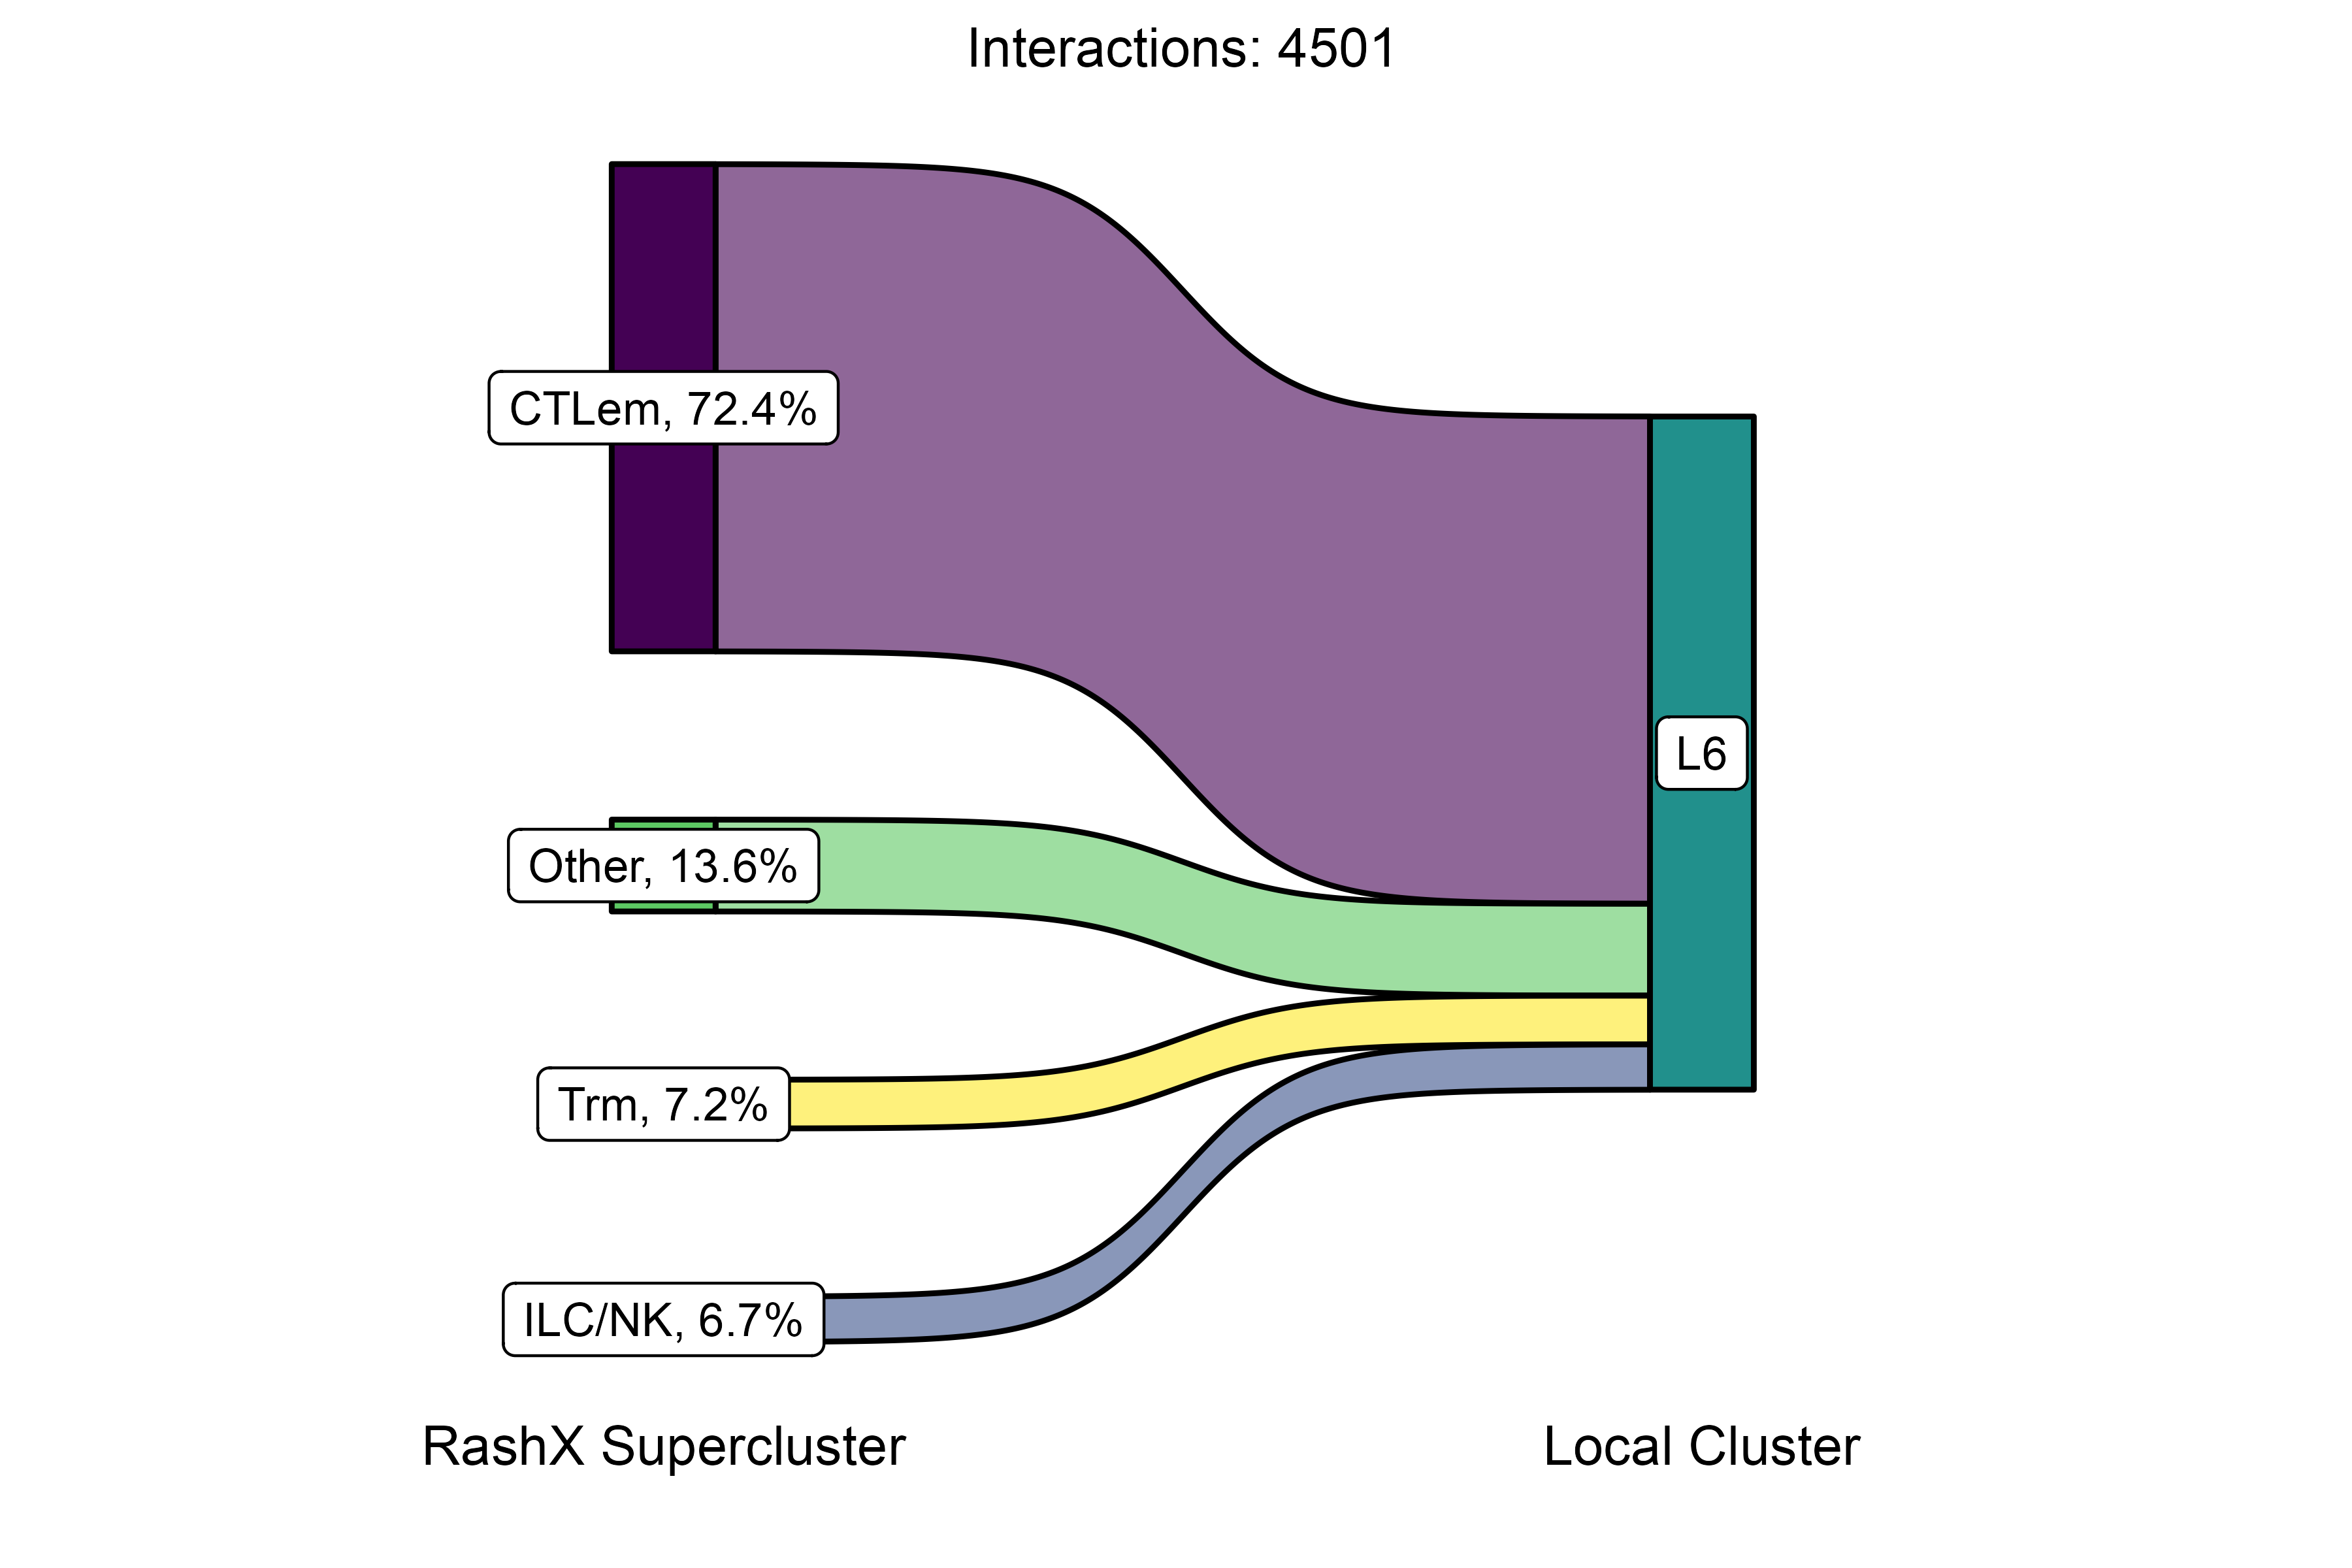 Interactions: 4501
CTLem, 72.4%
L6
Other, 13.6%
Trm, 7.2%
ILC/NK, 6.7%
RashX Supercluster
Local Cluster